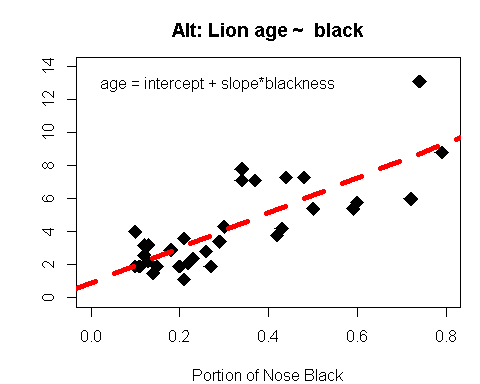 Alt: Lion age ~ black
age = intercept + slope*blackness
14
12
10
8
6
4
2
0
0.0 0.2 0.4 0.6 0.8
Portion of Nose Black